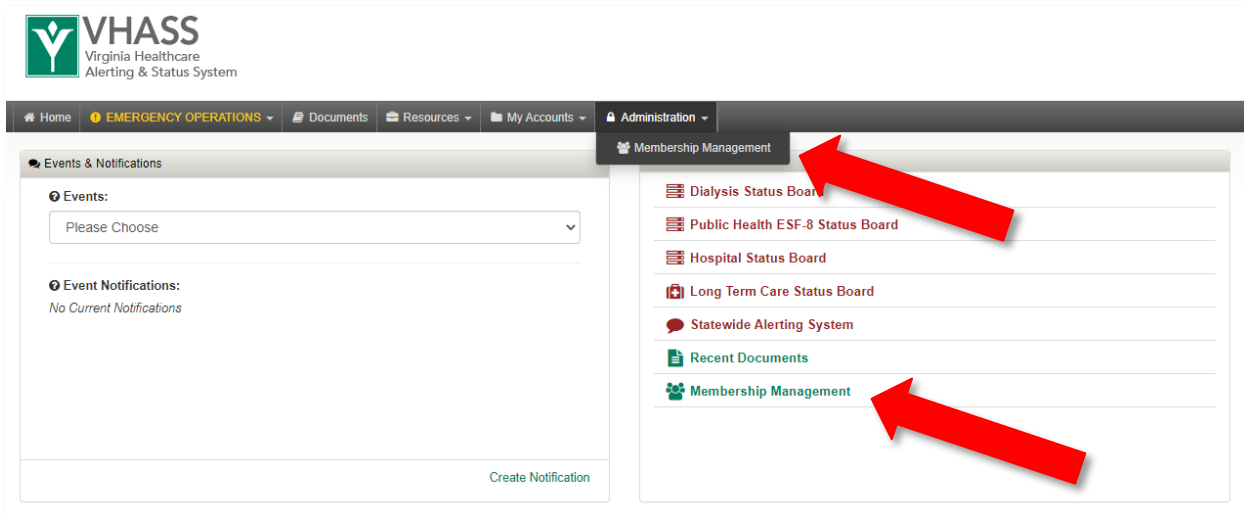 VHASS
Virginia Healthcare
Alerting & Status System
Home EMERGENCY OPERATIONS Documents Resources My Accounts Administration
Membership Management
Events & Notifications
Events:
Please Choose
Event Notifications:
No Current Notifications
Create Notification
Dialysis Status Board
Public Health ESF-8 Status Board
Hospital Status Board
Long Term Care Status Board
Statewide Alerting System
Recent Documents
Membership Management